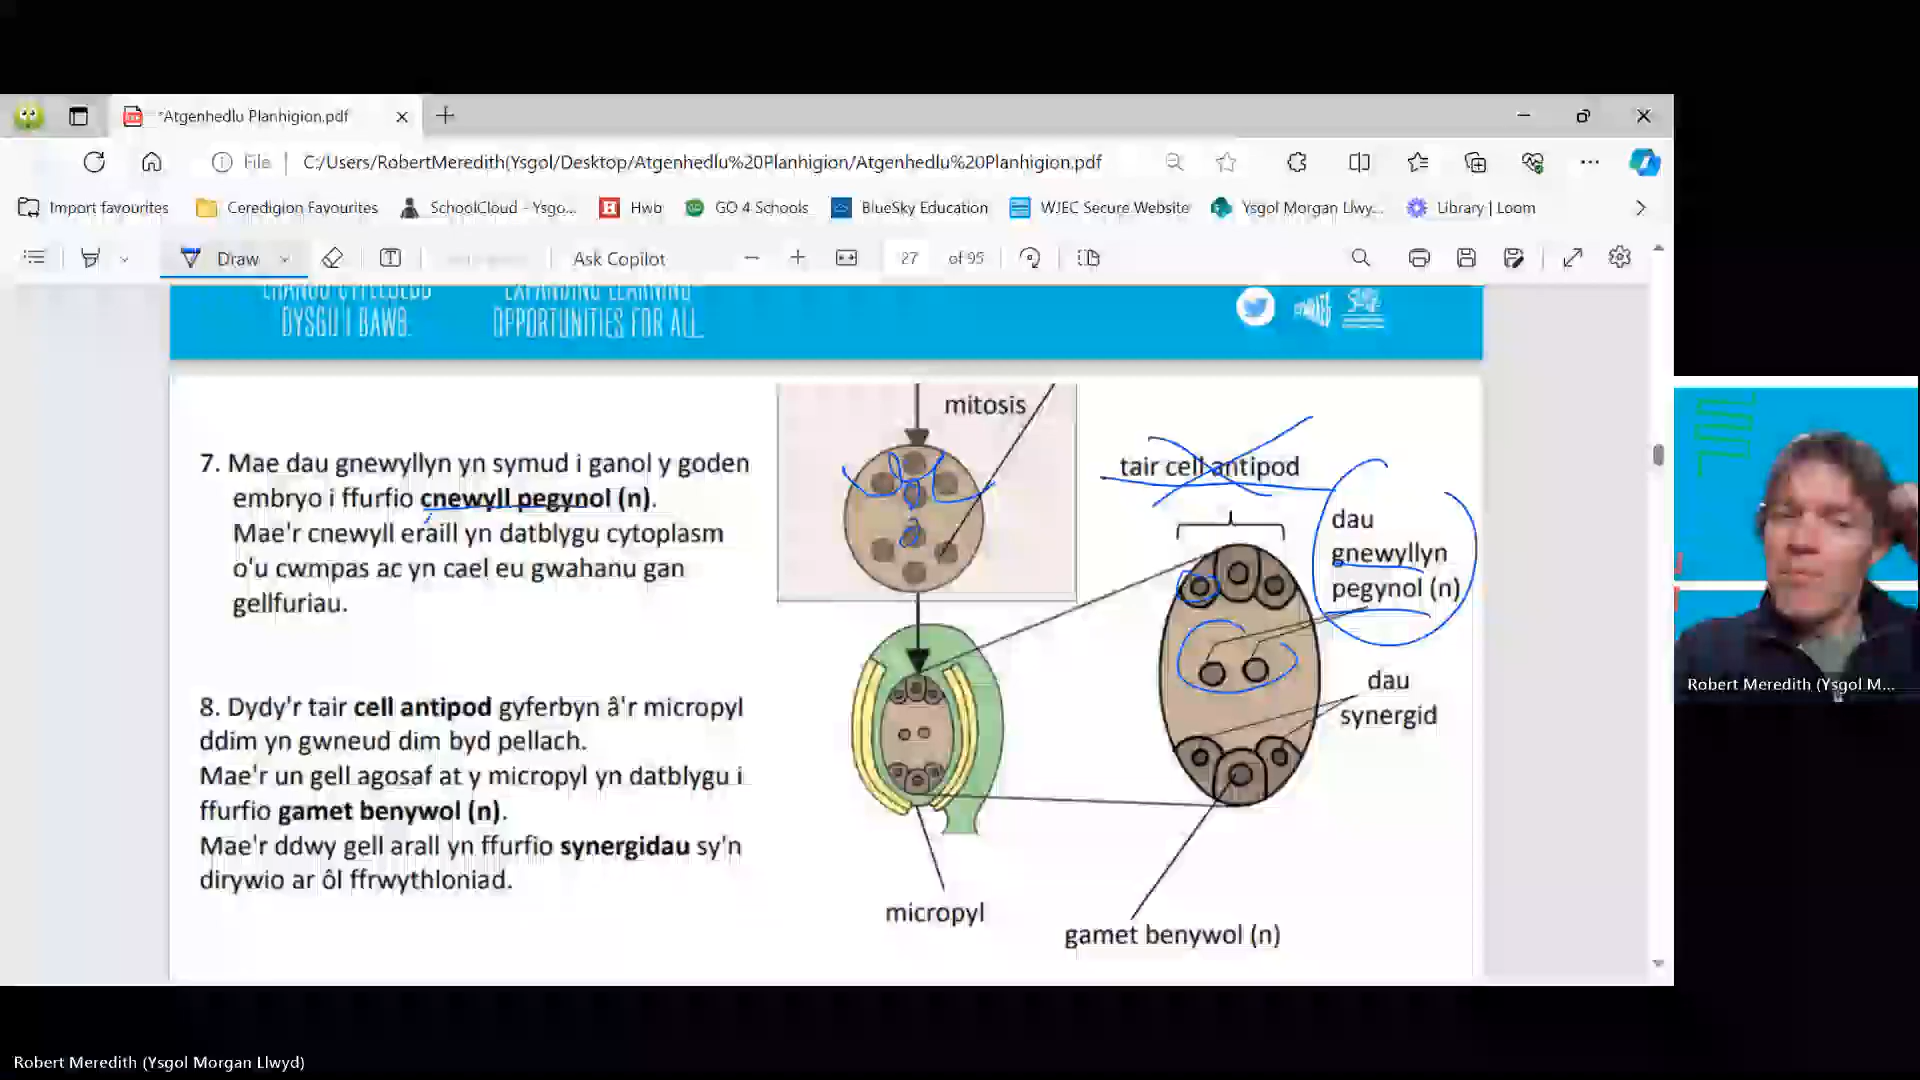 *Atgenhedlu Planhigion.pdf
File
C:/Users/RobertMeredith(Ysgol/Desktop/Atgenhedlu%20Planhigion/Atgenhedlu%20Planhigion.pdf
Import favourites
Ceredigion Favourites
SchoolCloud - Ysgo...
Hwb
GO 4 Schools
BlueSky Education
WJEC Secure Website
Ysgol Morgan Llwy...
Library | Loom
Draw
Ask Copilot
27 of 95
DYSGU I BAWB.
EXPANDING LEARNING
OPPORTUNITIES FOR ALL
7. Mae dau gnewyllyn yn symud i ganol y goden
embryo i ffurfio cnewyll pegynol (n).
Mae'r cnewyll eraill yn datblygu cytoplasm
o'u cwmpas ac yn cael eu gwahanu gan
gellfuriau.
8. Dydy'r tair cell antipod gyferbyn â'r micropyl
ddim yn gwneud dim byd pellach.
Mae'r un gell agosaf at y micropyl yn datblygu i
ffurfio gamet benywol (n).
Mae'r ddwy gell arall yn ffurfio synergidau sy'n
dirywio ar ôl ffrwythloniad.
mitosis
tair cell antipod
dau
gnewyllyn
pegynol (n)
dau
synergid
micropyl
gamet benywol (n)
Robert Meredith (Ysgol M...
Robert Meredith (Ysgol Morgan Llwyd)